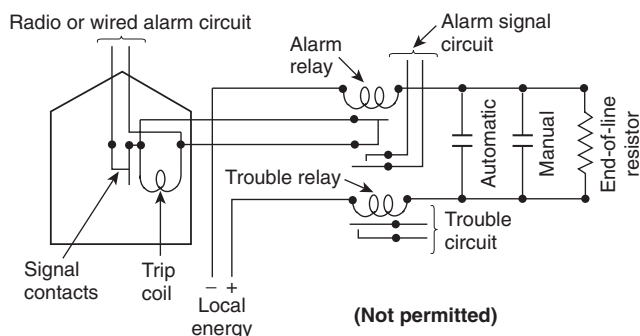 Radio or wired alarm circuit
Alarm signal
circuit
Alarm
relay
Automatic
Manual
End-of-line
resistor
Trouble relay
Trouble
circuit
Signal
contacts
Trip
coil
– +
Local
energy
(Not permitted)